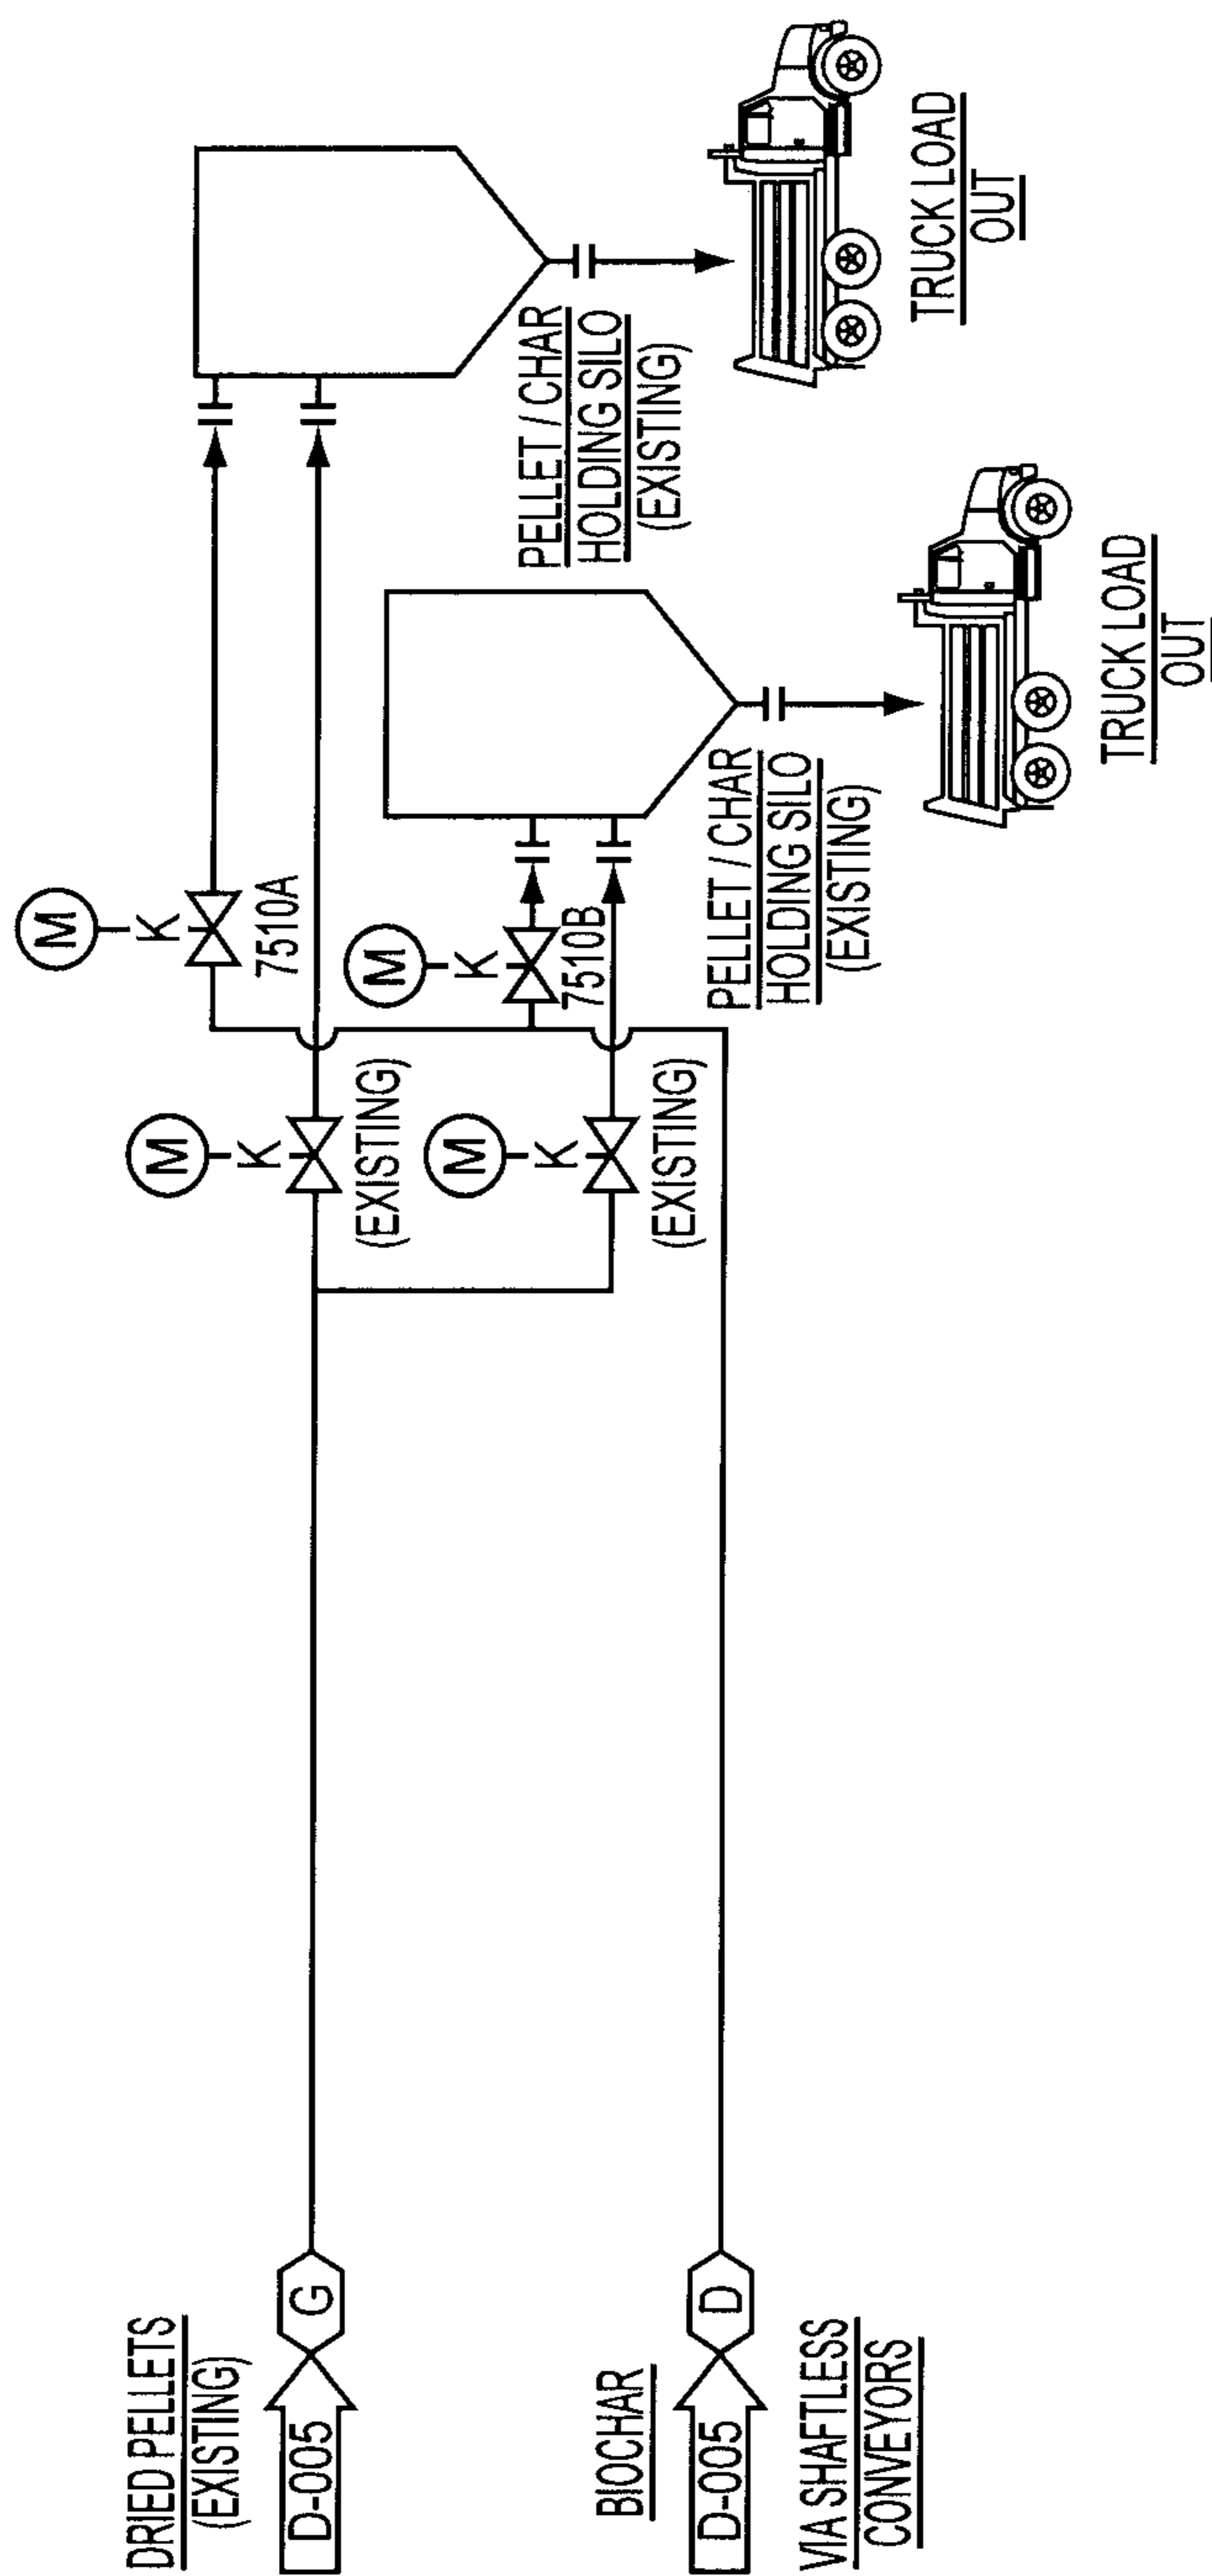 DRIED PELLETS
(EXISTING)
D-005
G
BIOCHAR
D-005
D
VIA SHAFTLESS
CONVEYORS
M
K
(EXISTING)
M
K
(EXISTING)
M
K
7510A
M
K
7510B
PELLET / CHAR
HOLDING SILO
(EXISTING)
TRUCK LOAD
OUT
PELLET / CHAR
HOLDING SILO
(EXISTING)
TRUCK LOAD
OUT